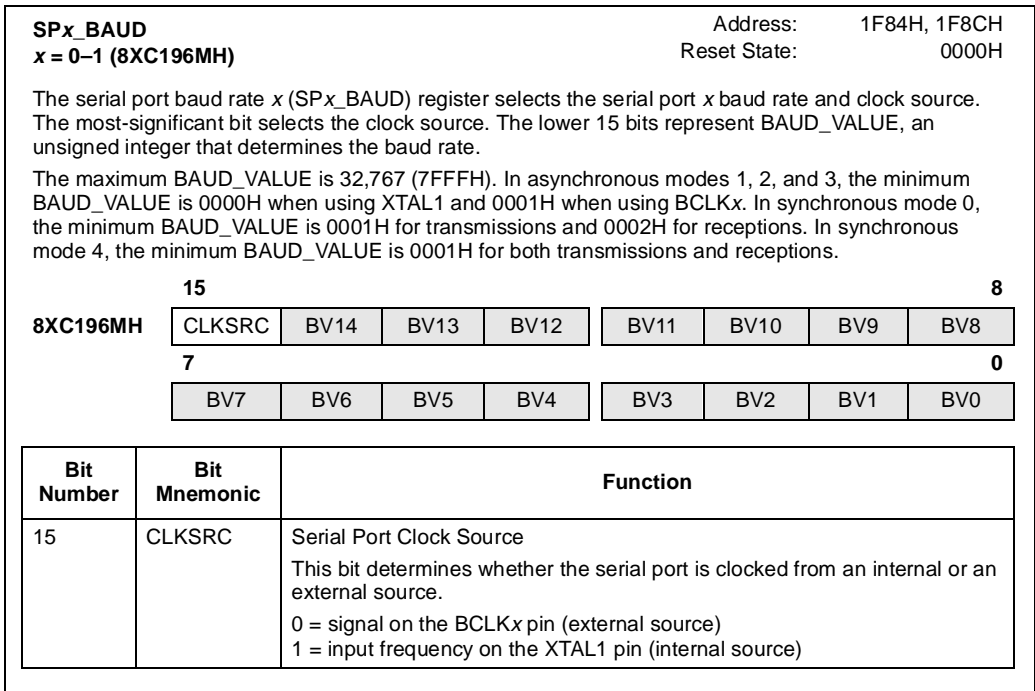 SPx_BAUD
x = 0–1 (8XC196MH)
Address: 1F84H, 1F8CH
Reset State: 0000H
The serial port baud rate x (SPx_BAUD) register selects the serial port x baud rate and clock source.
The most-significant bit selects the clock source. The lower 15 bits represent BAUD_VALUE, an
unsigned integer that determines the baud rate.
The maximum BAUD_VALUE is 32,767 (7FFFH). In asynchronous modes 1, 2, and 3, the minimum
BAUD_VALUE is 0000H when using XTAL1 and 0001H when using BCLKx. In synchronous mode 0,
the minimum BAUD_VALUE is 0001H for transmissions and 0002H for receptions. In synchronous
mode 4, the minimum BAUD_VALUE is 0001H for both transmissions and receptions.
15 8
8XC196MH CLKSRC BV14 BV13 BV12 BV11 BV10 BV9 BV8
7 0
BV7 BV6 BV5 BV4 BV3 BV2 BV1 BV0
Bit Number Bit Mnemonic Function
15 CLKSRC Serial Port Clock Source
This bit determines whether the serial port is clocked from an internal or an
external source.
0 = signal on the BCLKx pin (external source)
1 = input frequency on the XTAL1 pin (internal source)